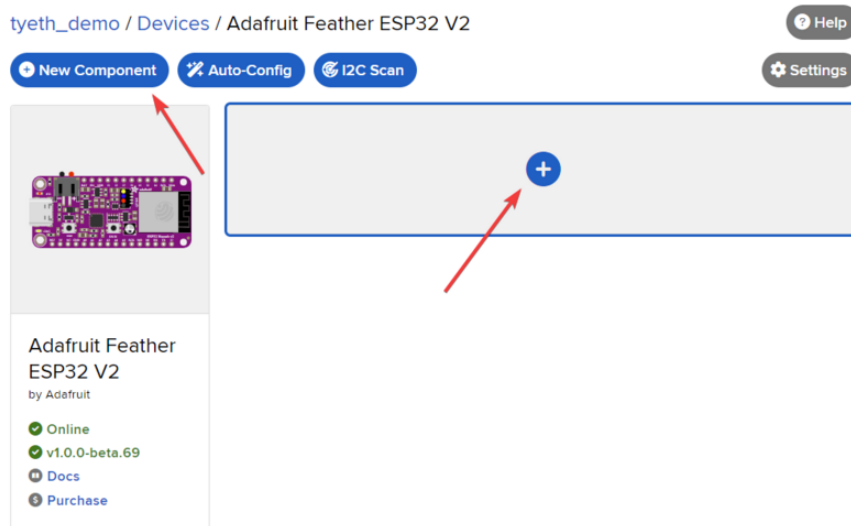 tyeth_demo / Devices / Adafruit Feather ESP32 V2
Help
New Component
Auto-Config
I2C Scan
Settings
Adafruit Feather
ESP32 V2
by Adafruit
Online
v1.0.0-beta.69
Docs
Purchase